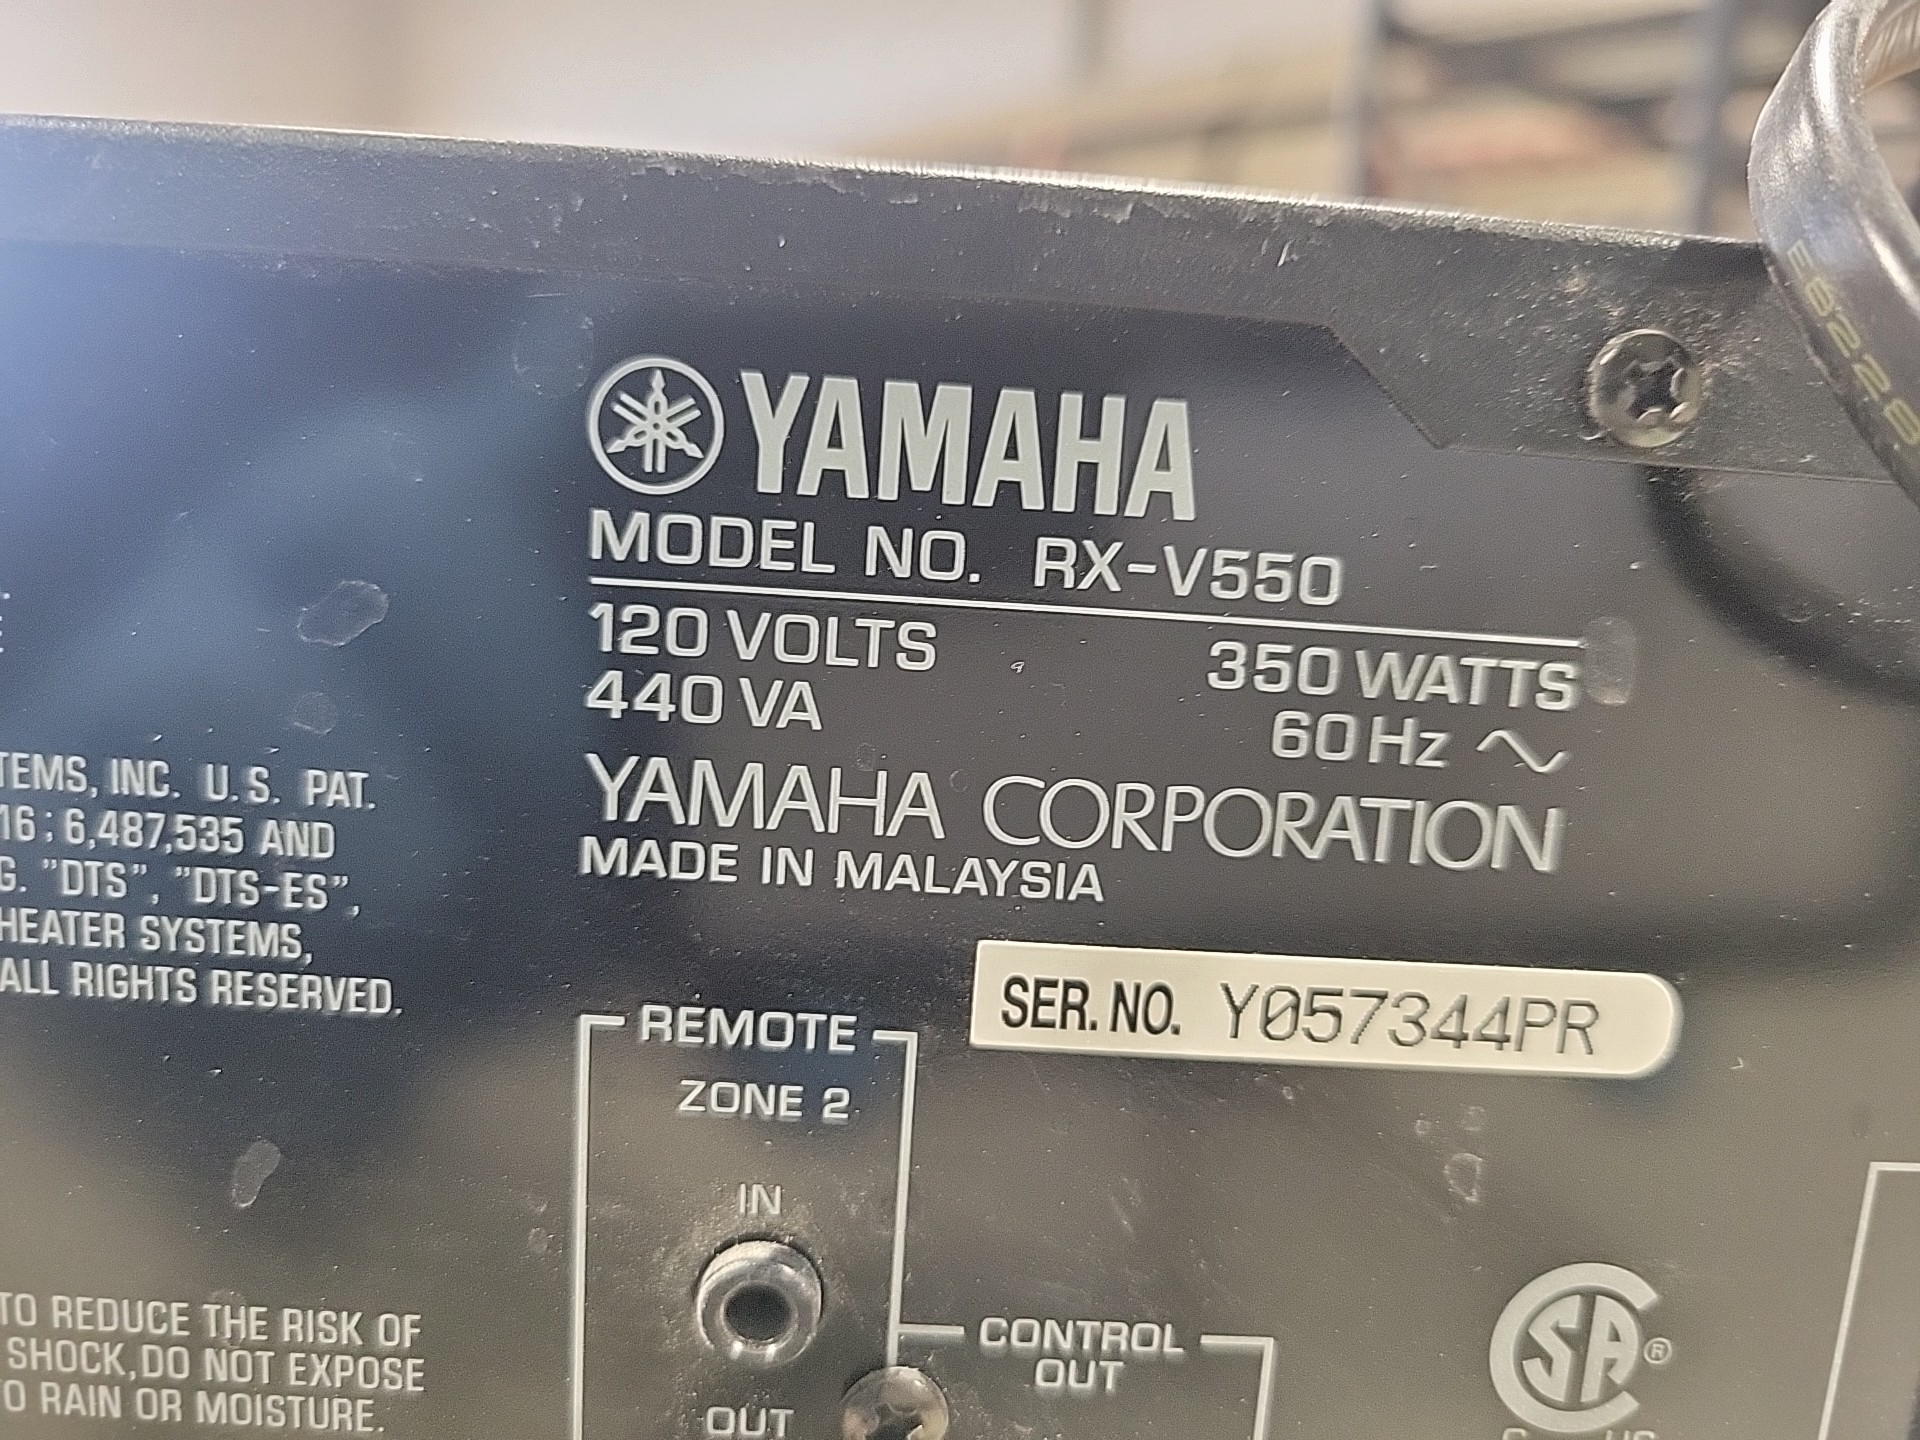 YAMAHA
MODEL NO. RX-V550
120 VOLTS 350 WATTS
440 VA 60 Hz
YAMAHA CORPORATION
MADE IN MALAYSIA
SER. NO. Y057344PR
TEMS, INC. U.S. PAT.
16 ; 6,487,535 AND
G. "DTS", "DTS-ES",
HEATER SYSTEMS,
ALL RIGHTS RESERVED.
REMOTE
ZONE 2
IN
OUT
CONTROL
OUT
TO REDUCE THE RISK OF
SHOCK, DO NOT EXPOSE
O RAIN OR MOISTURE.
SA ®
E6228